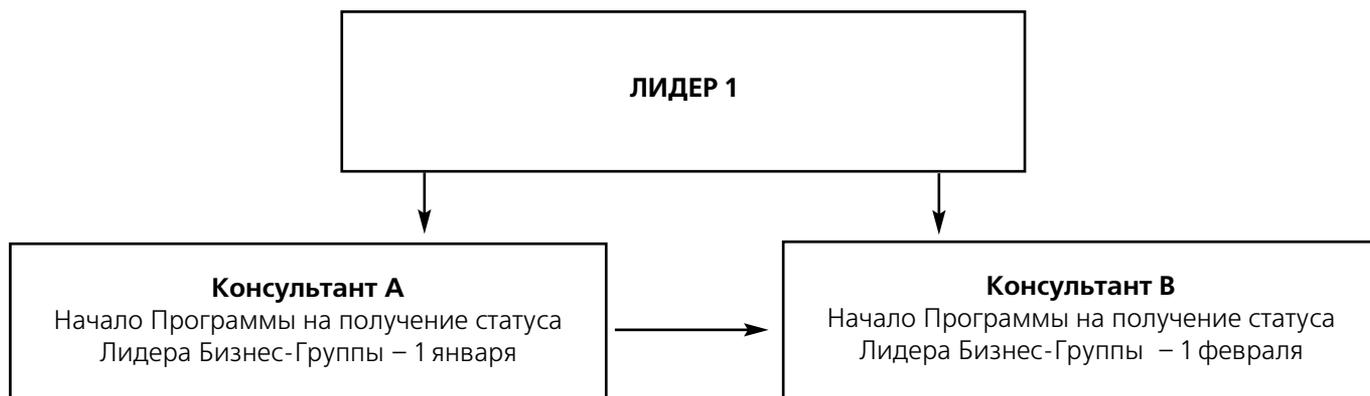 ЛИДЕР 1
Консультант А
Начало Программы на получение статуса
Лидера Бизнес-Группы – 1 января
Консультант В
Начало Программы на получение статуса
Лидера Бизнес-Группы – 1 февраля